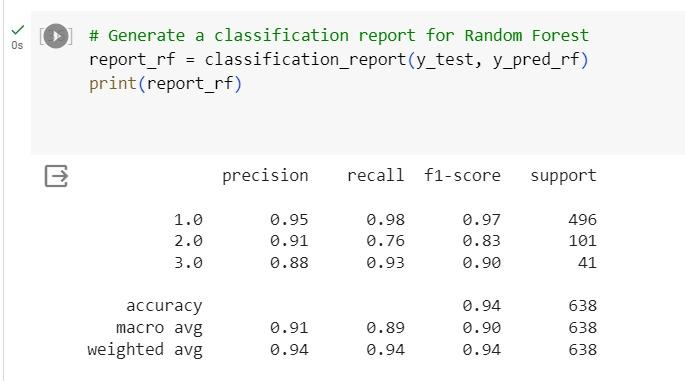 # Generate a classification report for Random Forest
0s
report_rf = classification_report(y_test, y_pred_rf)
print(report_rf)
precision recall f1-score support
1.0 0.95 0.98 0.97 496
2.0 0.91 0.76 0.83 101
3.0 0.88 0.93 0.90 41
accuracy 0.94 638
macro avg 0.91 0.89 0.90 638
weighted avg 0.94 0.94 0.94 638